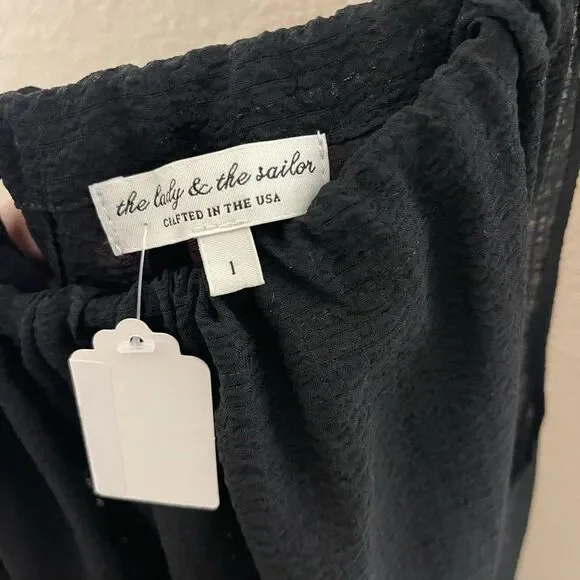 the lady & the sailor
CRAFTED IN THE USA
1